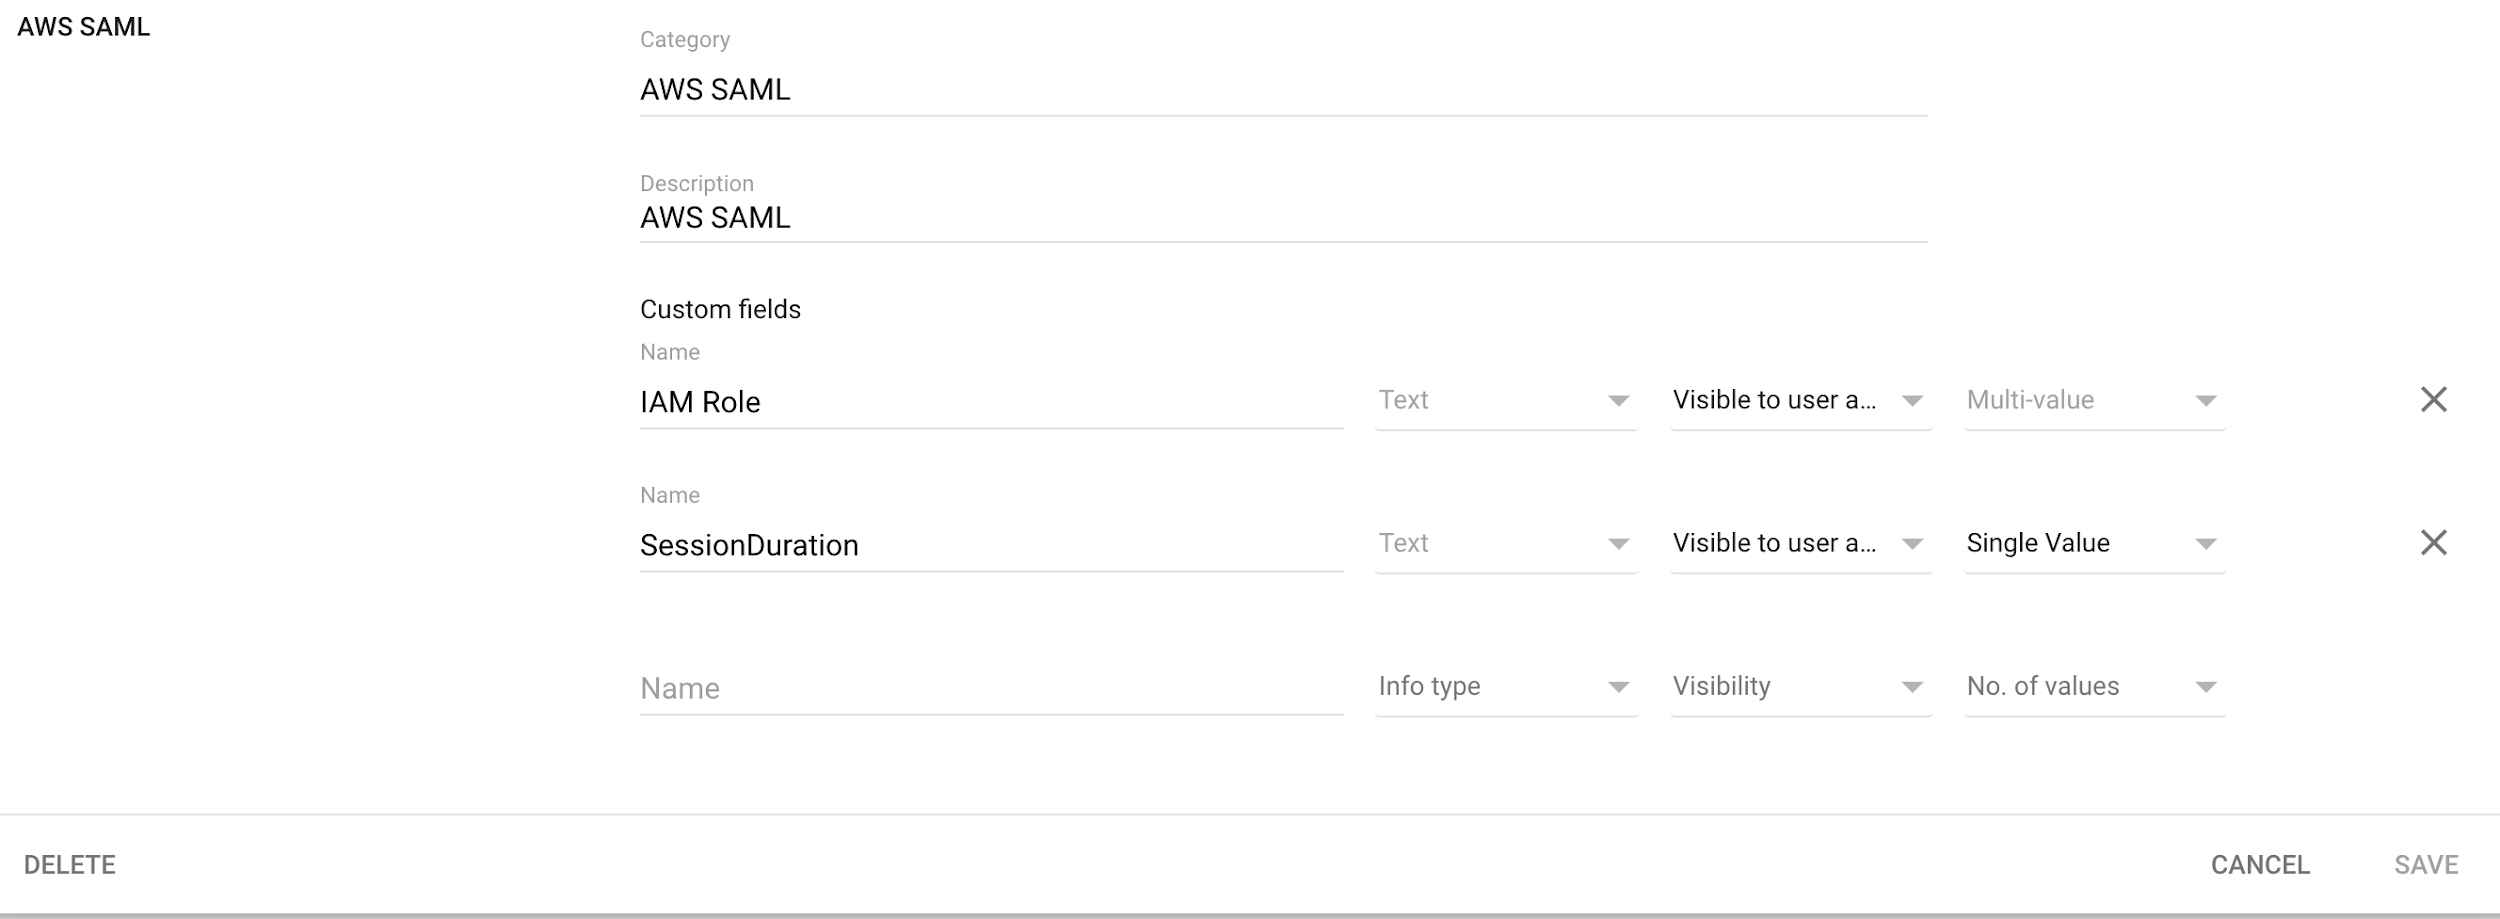 AWS SAML
Category
AWS SAML
Description
AWS SAML
Custom fields
Name
IAM Role Text Visible to user a... Multi-value
Name
SessionDuration Text Visible to user a... Single Value
Name Info type Visibility No. of values
DELETE CANCEL SAVE